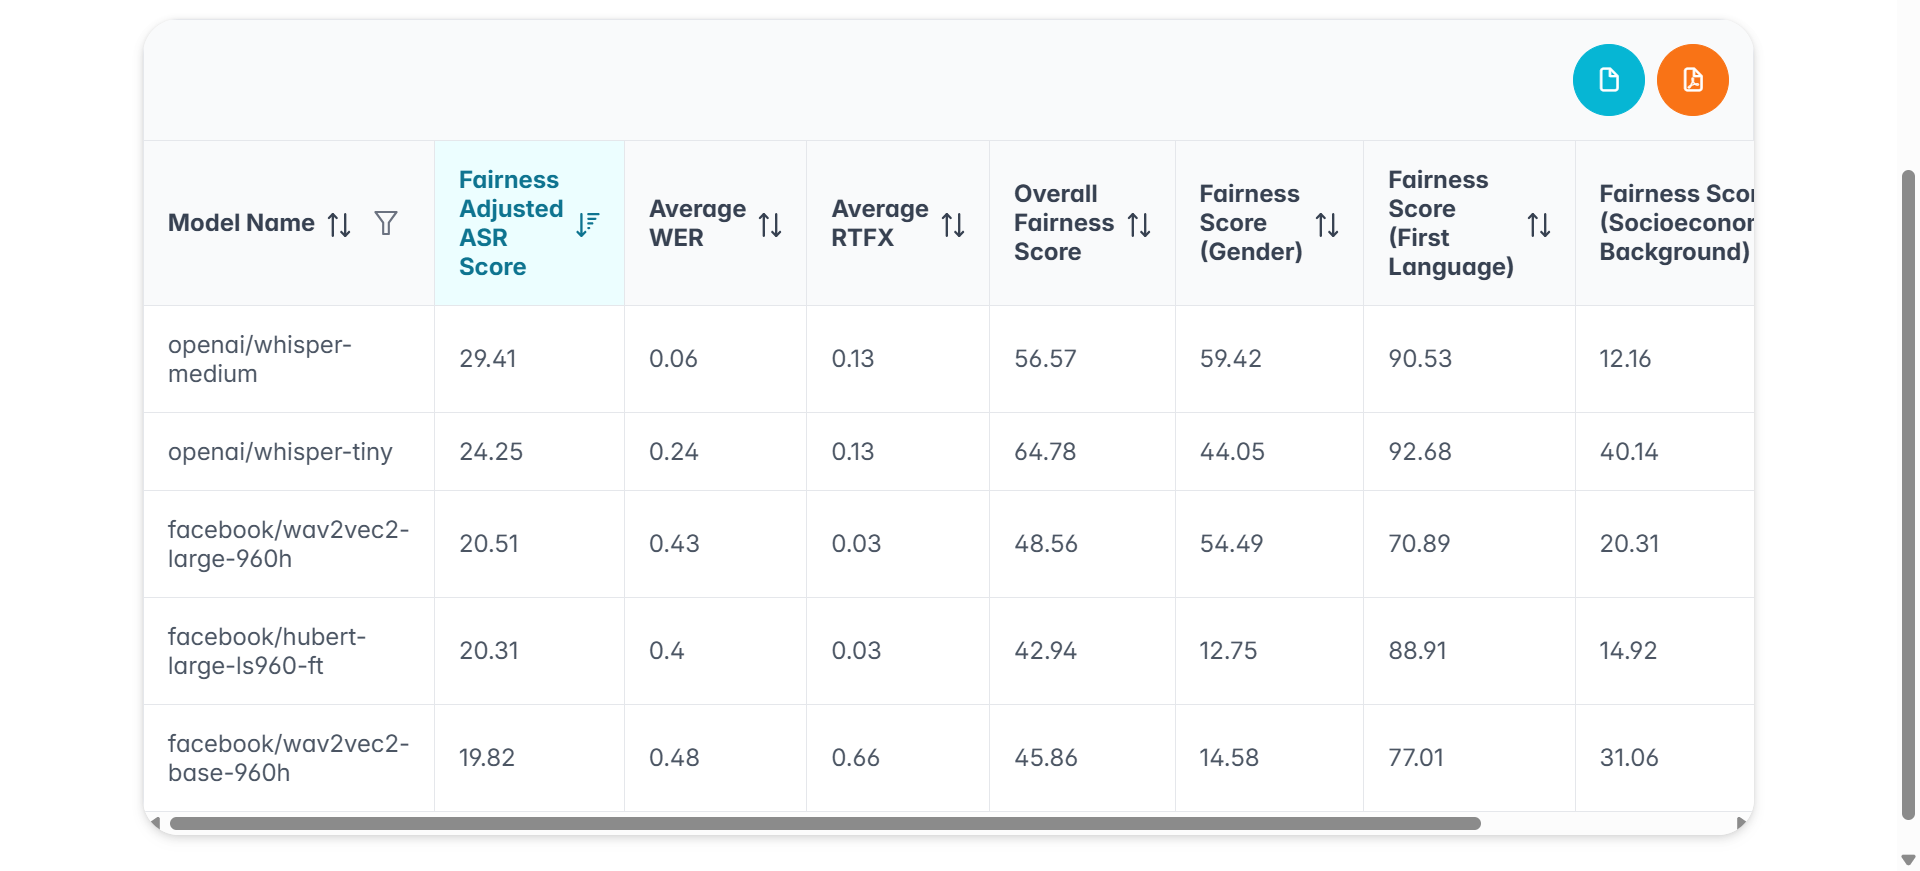 Model Name
Fairness
Adjusted
ASR
Score
Average
WER
Average
RTFX
Overall
Fairness
Score
Fairness
Score
(Gender)
Fairness
Score
(First
Language)
Fairness Scor
(Socioeconor
Background)
openai/whisper-
medium
29.41
0.06
0.13
56.57
59.42
90.53
12.16
openai/whisper-tiny
24.25
0.24
0.13
64.78
44.05
92.68
40.14
facebook/wav2vec2-
large-960h
20.51
0.43
0.03
48.56
54.49
70.89
20.31
facebook/hubert-
large-ls960-ft
20.31
0.4
0.03
42.94
12.75
88.91
14.92
facebook/wav2vec2-
base-960h
19.82
0.48
0.66
45.86
14.58
77.01
31.06